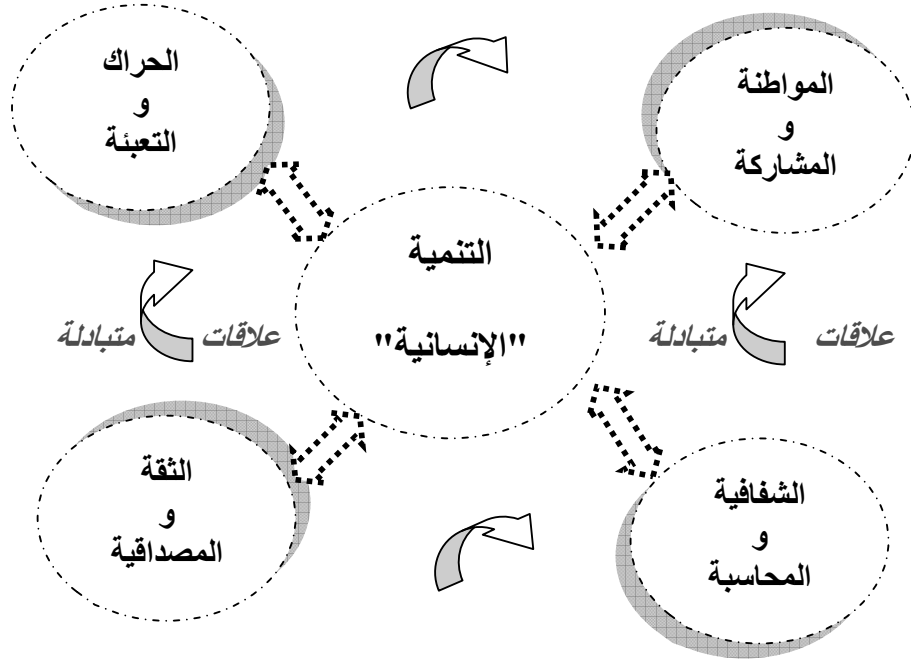 المواطنة
و
المشاركة
الحراك
و
التعبئة
التنمية
"الإنسانية"
علاقات متبادلة
علاقات متبادلة
الشفافية
و
المحاسبة
الثقة
و
المصداقية